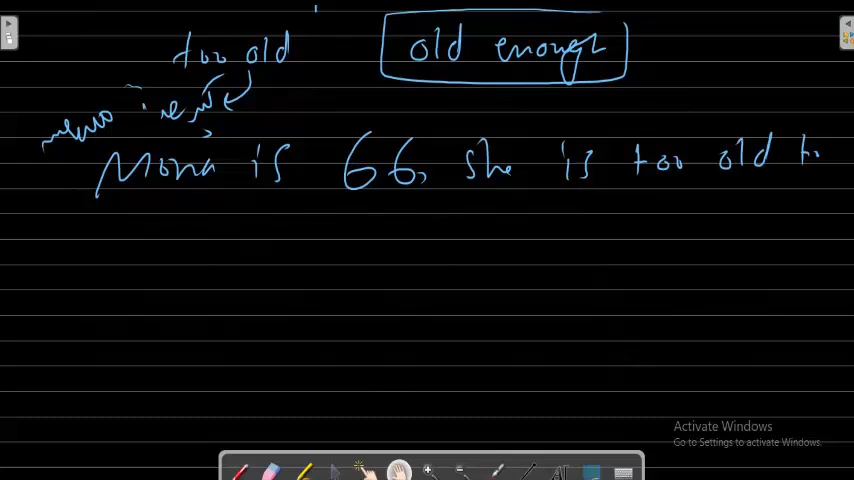 too old old enough
Mona is 66, she is too old to
Activate Windows
Go to Settings to activate Windows.